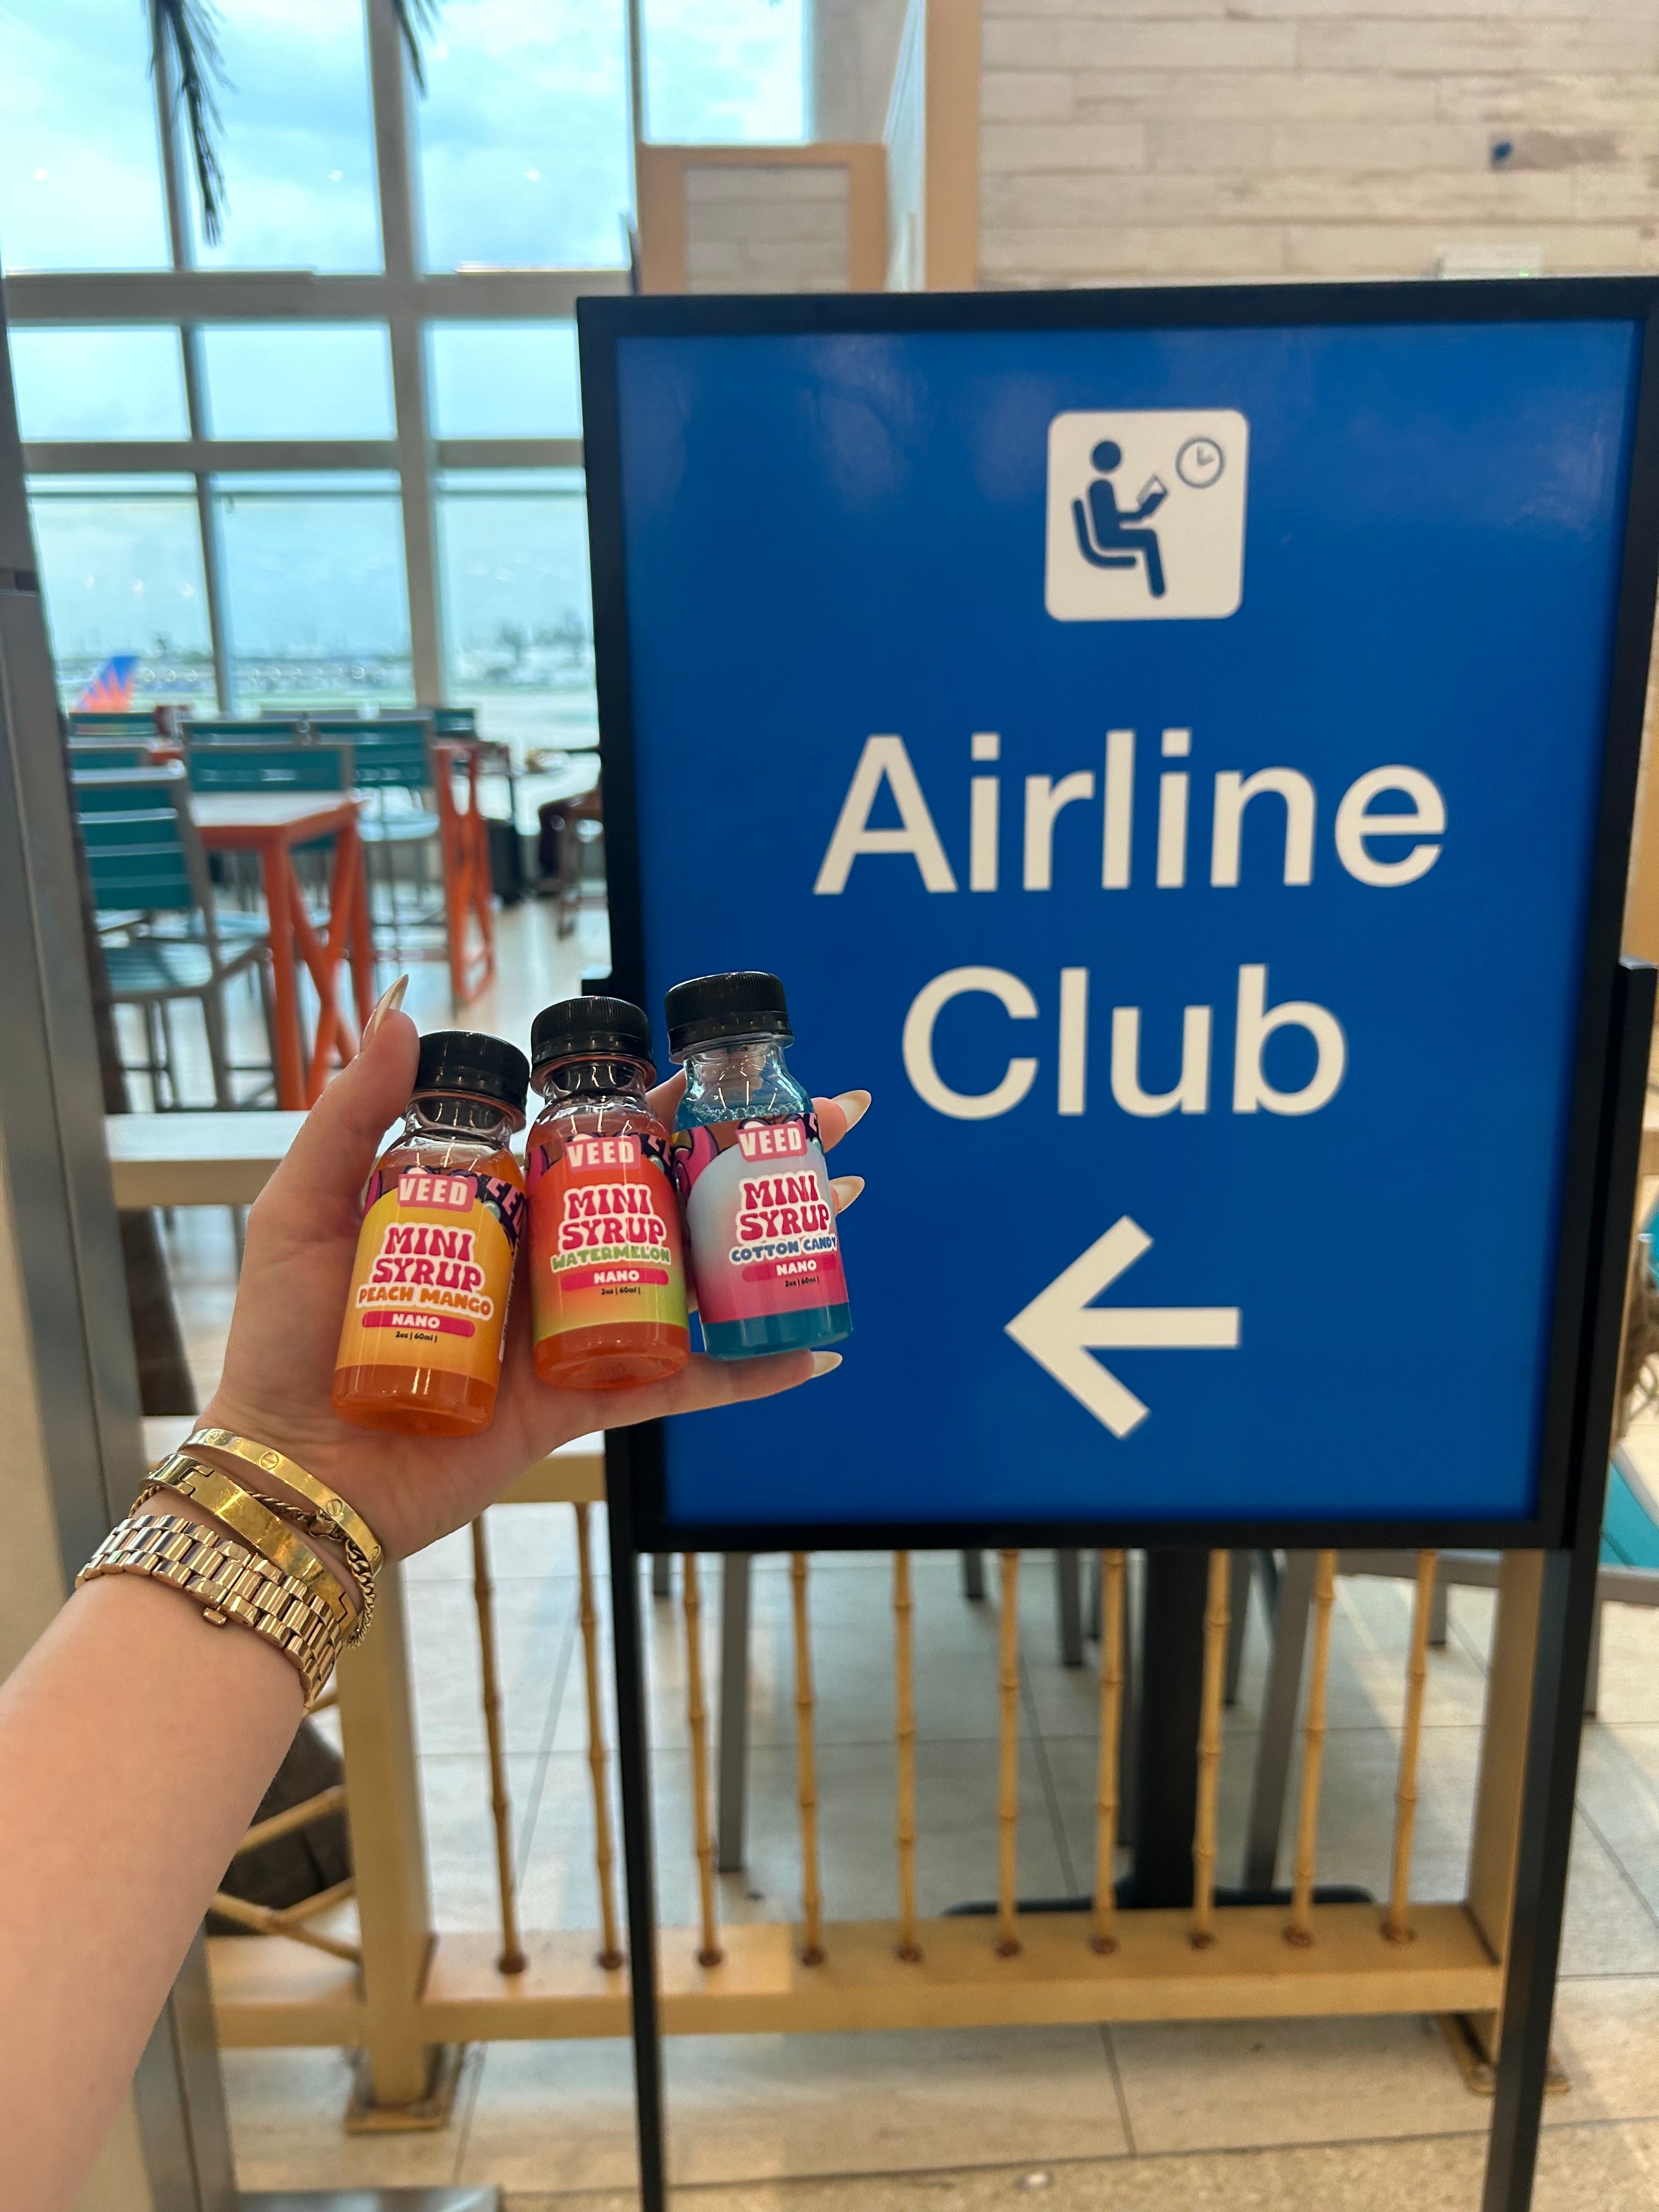 Airline
Club
VEED
MINI
SYRUP
PEACH MANGO
NANO
2oz | 60ml |
VEED
MINI
SYRUP
WATERMELON
NANO
2oz | 60ml |
VEED
MINI
SYRUP
COTTON CANDY
NANO
2oz | 60ml |